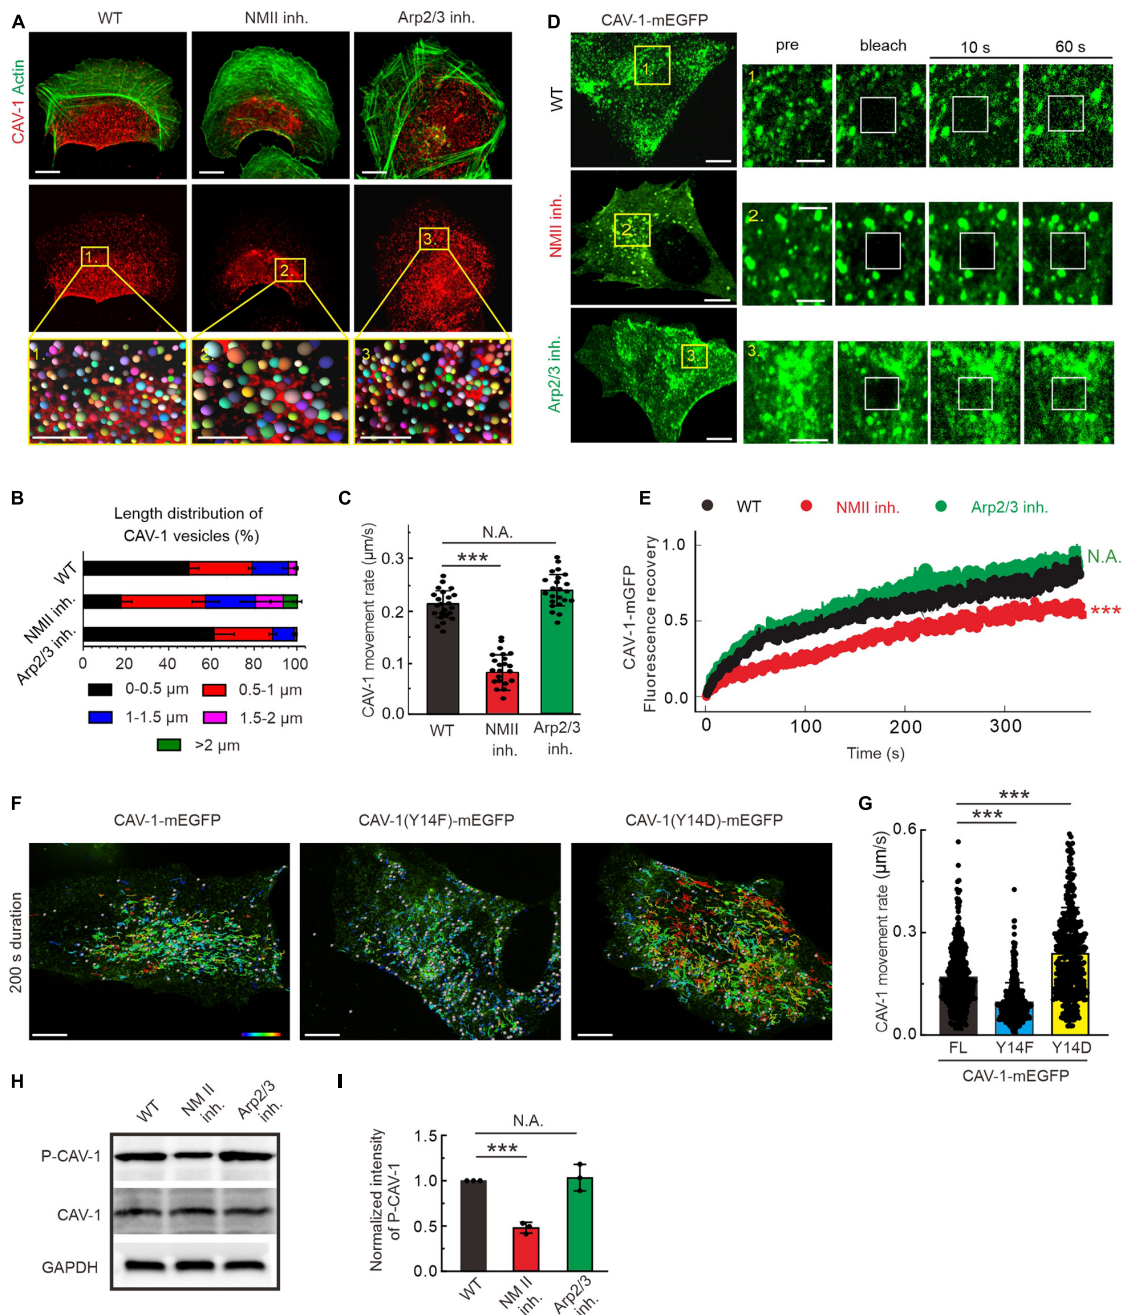 A
WT NMII inh. Arp2/3 inh.
CAV-1 Actin
1.
2.
3.
1.
2.
3.
D
CAV-1-mEGFP
pre bleach 10 s 60 s
WT
1.
1.
NMII inh.
2.
2.
Arp2/3 inh.
3.
3.
B
Length distribution of
CAV-1 vesicles (%)
WT
NMII inh.
Arp2/3 inh.
0 20 40 60 80 100
0-0.5 µm 0.5-1 µm
1-1.5 µm 1.5-2 µm
>2 µm
C
CAV-1 movement rate (µm/s)
N.A.
***
0.3
0.2
0.1
0.0
WT NMII inh. Arp2/3 inh.
E
WT NMII inh. Arp2/3 inh.
CAV-1-mGFP
Fluorescence recovery
1.0
0.5
0.0
N.A.
***
0 100 200 300
Time (s)
F
CAV-1-mEGFP CAV-1(Y14F)-mEGFP CAV-1(Y14D)-mEGFP
200 s duration
G
CAV-1 movement rate (µm/s)
***
***
0.6
0.3
0.0
FL Y14F Y14D
CAV-1-mEGFP
H
WT NM II inh. Arp2/3 inh.
P-CAV-1
CAV-1
GAPDH
I
Normalized intensity
of P-CAV-1
N.A.
***
1.5
1.0
0.5
0.0
WT NM II inh. Arp2/3 inh.